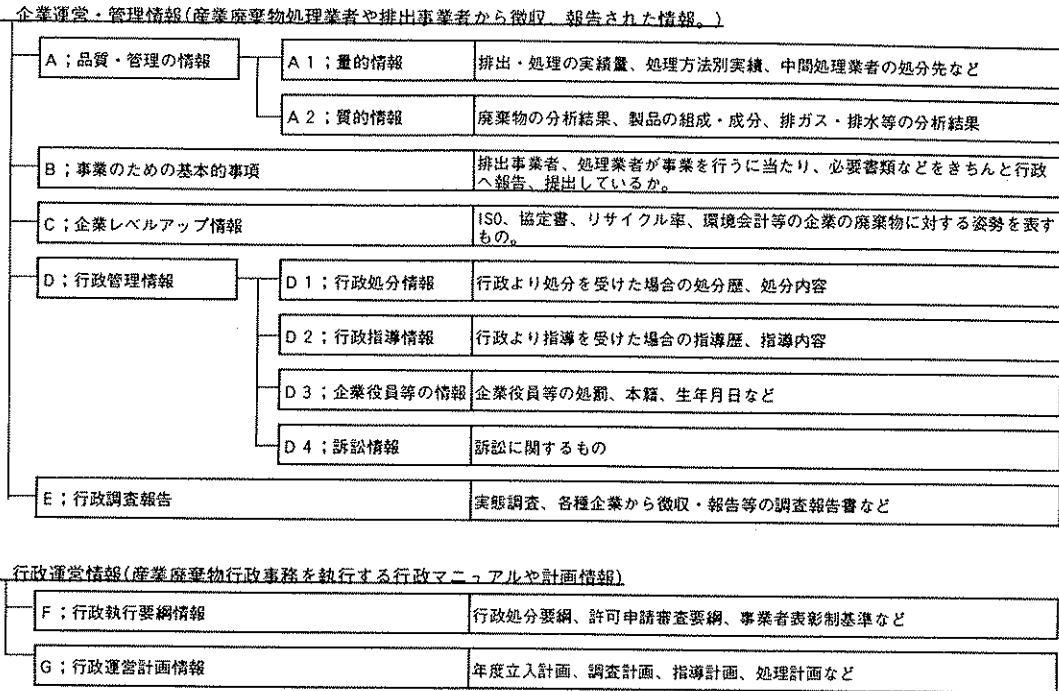 企業運営・管理情報(産業廃棄物処理業者や排出事業者から徴収、報告された情報。)
A;品質・管理の情報
A1;量的情報
排出・処理の実績量、処理方法別実績、中間処理業者の処分先など
A2;質的情報
廃棄物の分析結果、製品の組成・成分、排ガス・排水等の分析結果
B;事業のための基本的事項
排出事業者、処理業者が事業を行うに当たり、必要書類などをきちんと行政
へ報告、提出しているか。
C;企業レベルアップ情報
ISO、協定書、リサイクル率、環境会計等の企業の廃棄物に対する姿勢を表す
もの。
D;行政管理情報
D1;行政処分情報
行政より処分を受けた場合の処分歴、処分内容
D2;行政指導情報
行政より指導を受けた場合の指導歴、指導内容
D3;企業役員等の情報
企業役員等の処罰、本籍、生年月日など
D4;訴訟情報
訴訟に関するもの
E;行政調査報告
実態調査、各種企業から徴収・報告等の調査報告書など
行政運営情報(産業廃棄物行政事務を執行する行政マニュアルや計画情報)
F;行政執行要綱情報
行政処分要綱、許可申請審査要綱、事業者表彰制基準など
G;行政運営計画情報
年度立入計画、調査計画、指導計画、処理計画など